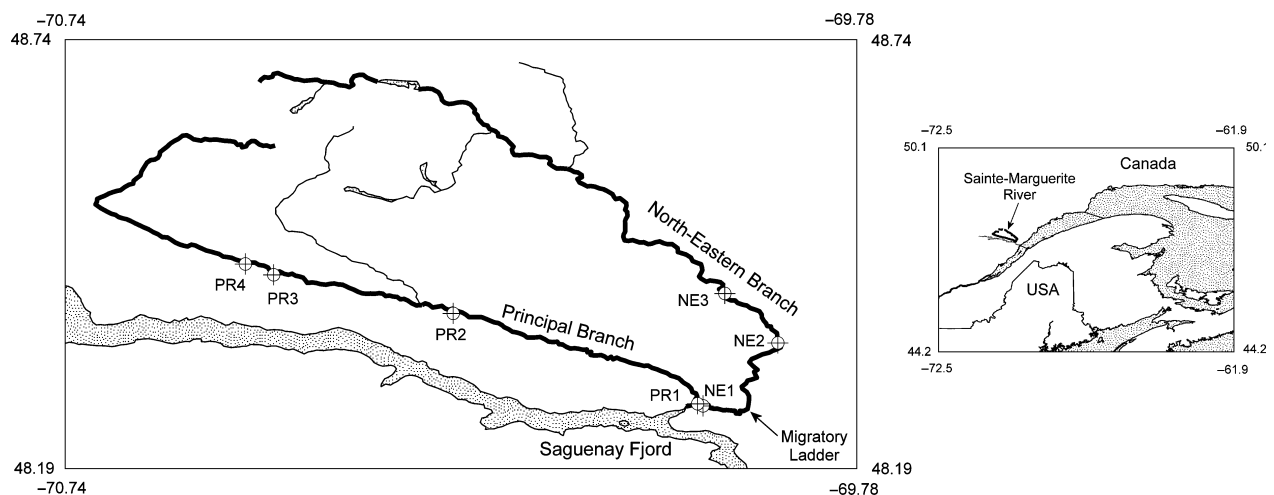 −70.74
−69.78
48.74
48.74
−72.5
−61.9
50.1
50.1
Canada
Sainte-Marguerite
River
North-Eastern Branch
PR4
PR3
NE3
USA
PR2
Principal Branch
NE2
44.2
44.2
−72.5
−61.9
PR1
NE1
Migratory
Ladder
Saguenay Fjord
48.19
48.19
−70.74
−69.78